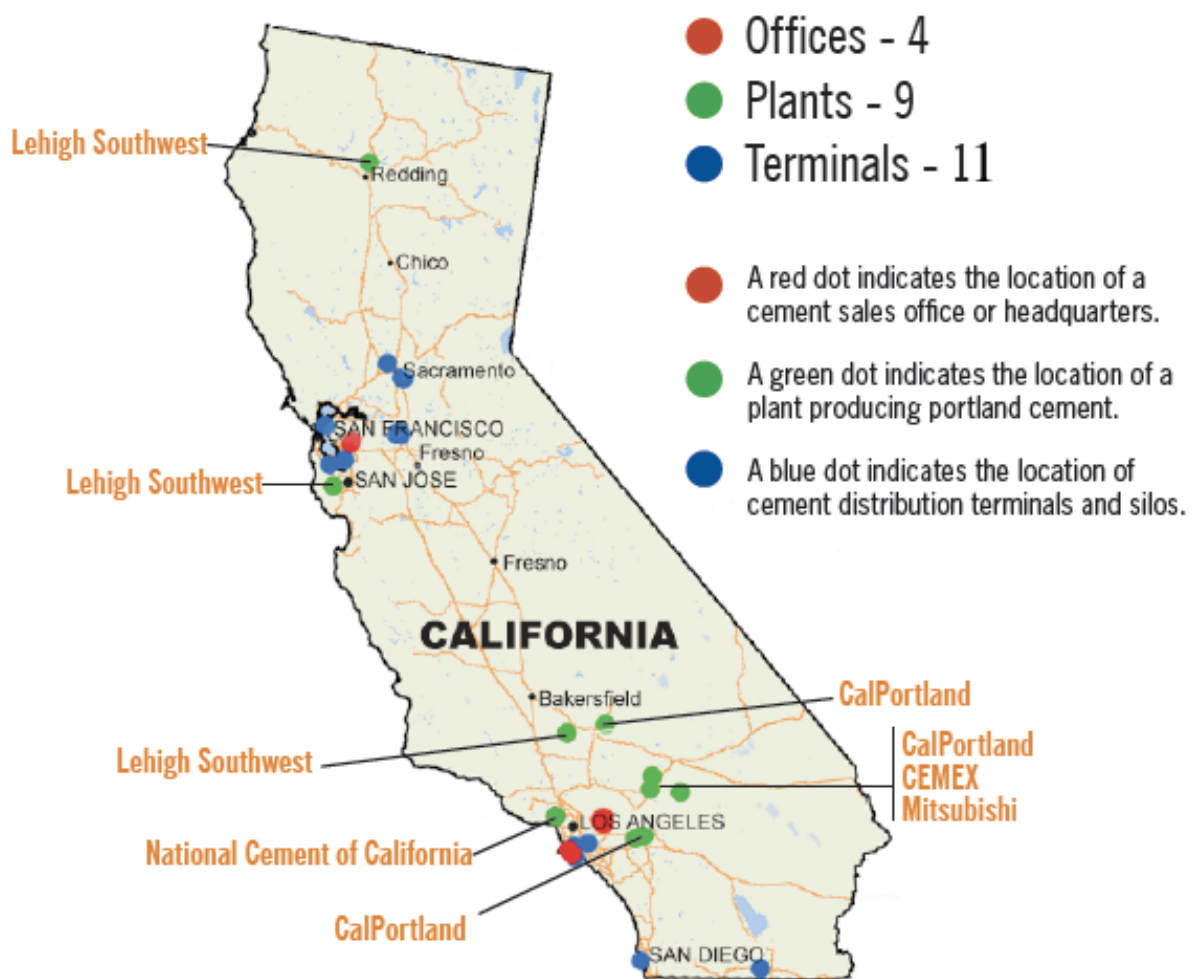 Offices - 4
Plants - 9
Terminals - 11
A red dot indicates the location of a
cement sales office or headquarters.
A green dot indicates the location of a
plant producing portland cement.
A blue dot indicates the location of
cement distribution terminals and silos.
Lehigh Southwest
Redding
Chico
Sacramento
SAN FRANCISCO
Fresno
Lehigh Southwest
SAN JOSE
Fresno
CALIFORNIA
Bakersfield
CalPortland
Lehigh Southwest
CalPortland
CEMEX
Mitsubishi
LOS ANGELES
National Cement of California
CalPortland
SAN DIEGO